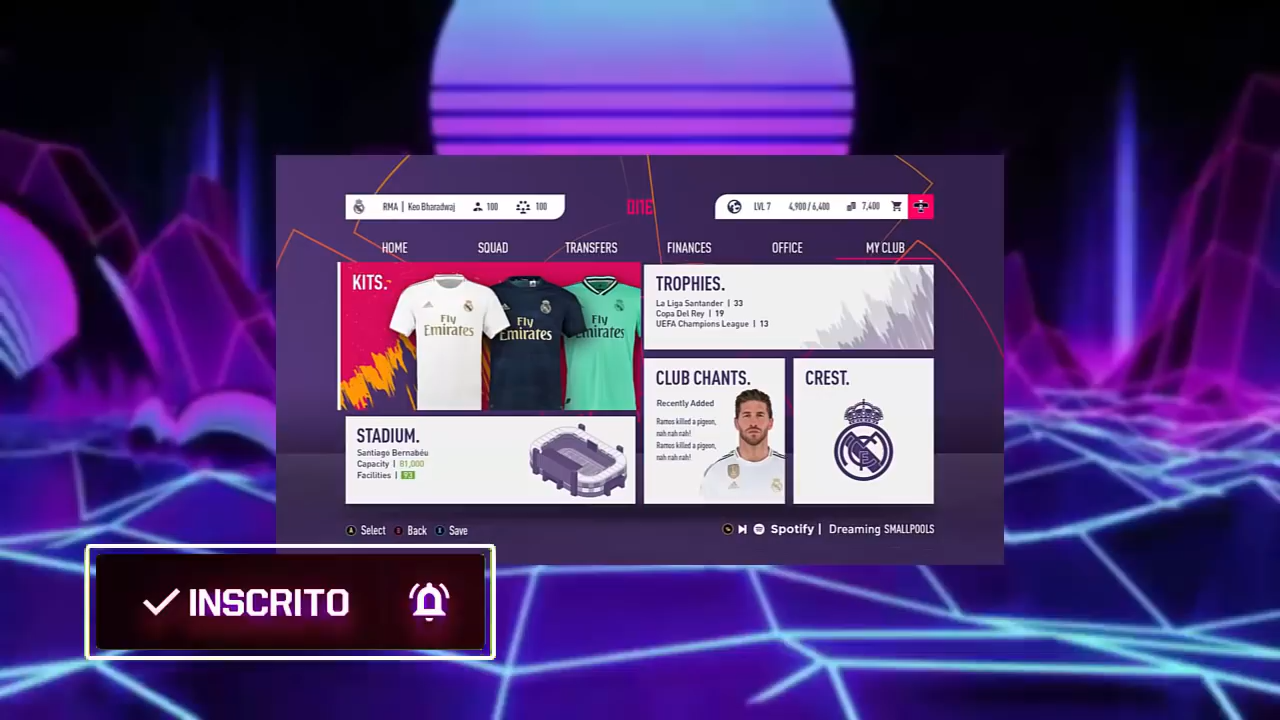 RMA | Keo Bharadwaj 100 100
ONE
LVL 7 4,900 / 6,400 7,400
HOME SQUAD TRANSFERS FINANCES OFFICE MY CLUB
KITS.
Fly
Emirates
Fly
Emirates
Fly
Emirates
TROPHIES.
La Liga Santander | 33
Copa Del Rey | 19
UEFA Champions League | 13
CLUB CHANTS.
Recently Added
Ramos killed a pigeon,
nah nah nah!
Ramos killed a pigeon,
nah nah nah!
CREST.
STADIUM.
Santiago Bernabéu
Capacity | 81,000
Facilities | 93
Select Back Save
Spotify | Dreaming SMALLPOOLS
INSCRITO